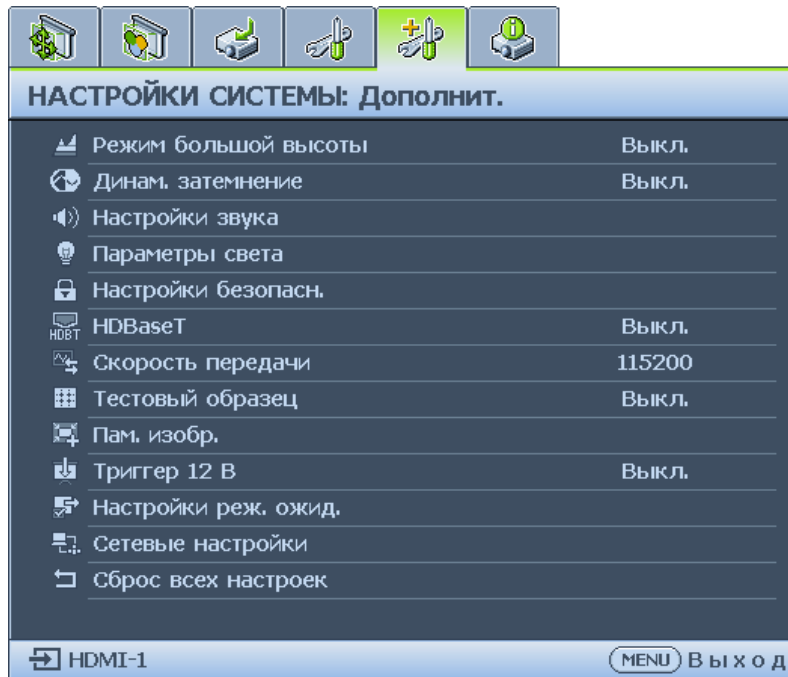 НАСТРОЙКИ СИСТЕМЫ: Дополнит.
Режим большой высоты Выкл.
Динам. затемнение Выкл.
Настройки звука
Параметры света
Настройки безопасн.
HDBT HDBaseT Выкл.
Скорость передачи 115200
Тестовый образец Выкл.
Пам. изобр.
Триггер 12 В Выкл.
Настройки реж. ожид.
Сетевые настройки
Сброс всех настроек
HDMI-1 MENU Выход